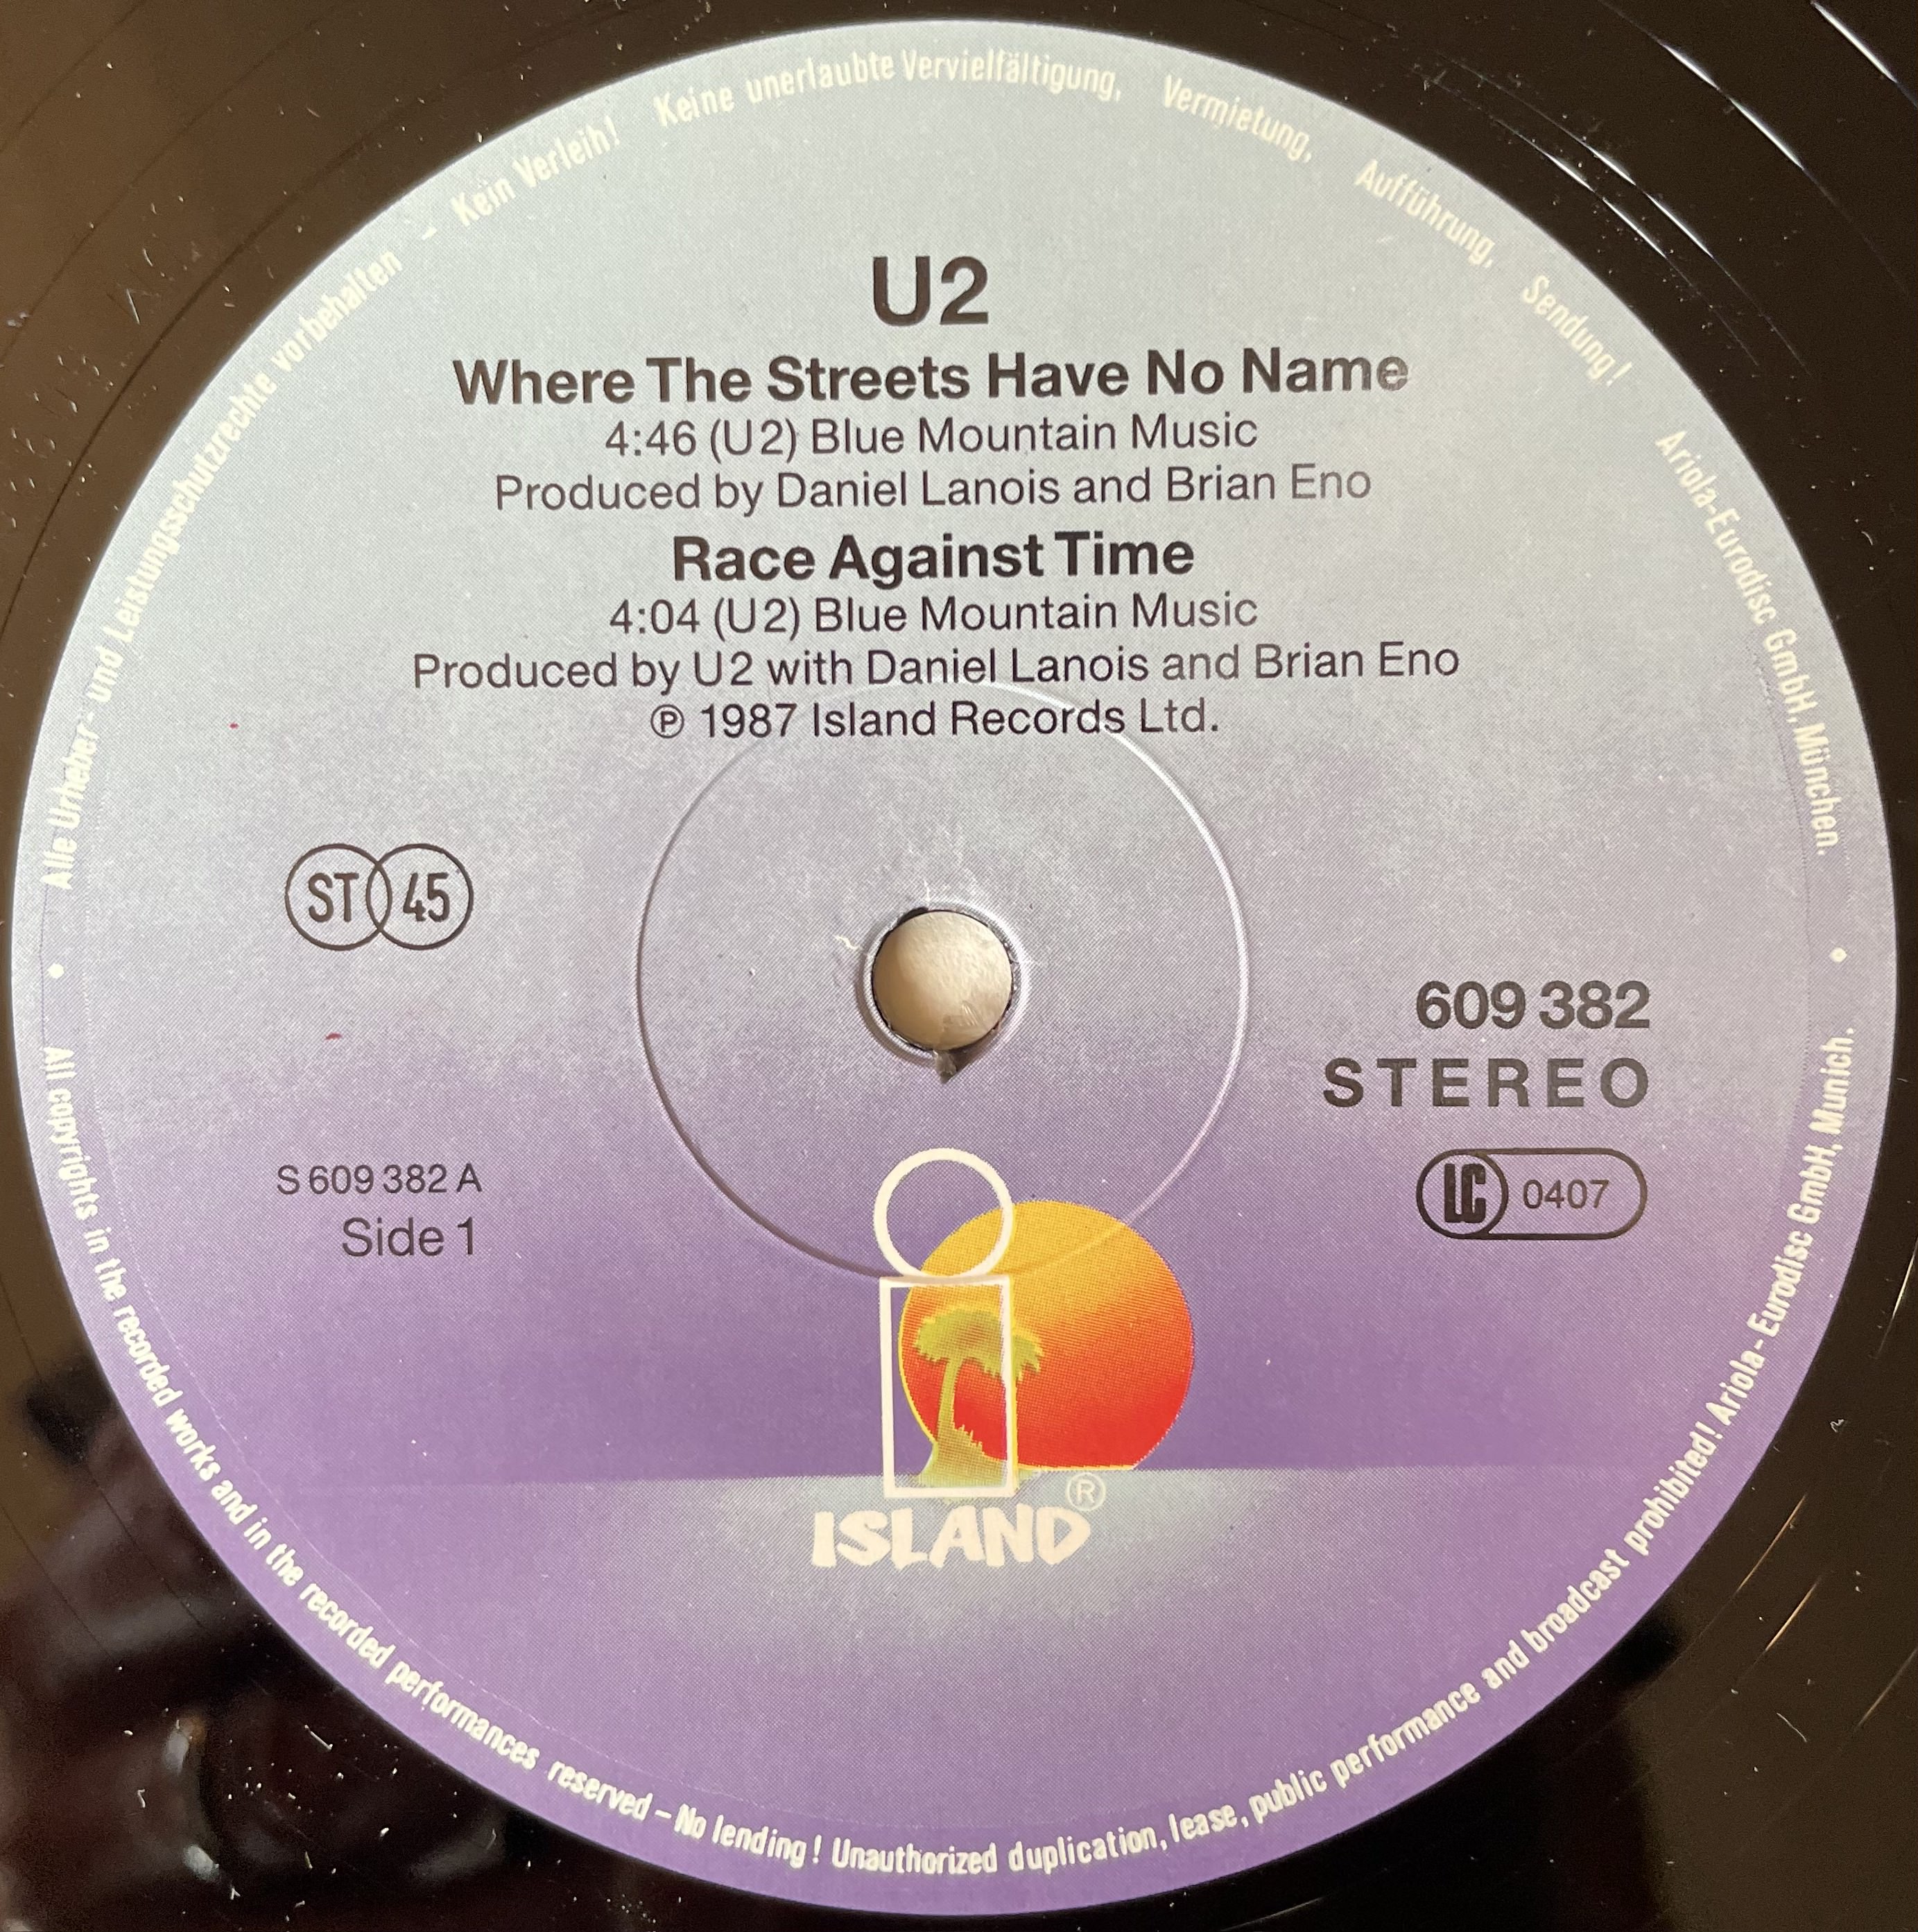 Alle Urheber- und Leistungsschutzrechte vorbehalten - Kein Verleih! Keine unerlaubte Vervielfältigung, Vermietung, Aufführung, Sendung! Ariola-Eurodisc GmbH, München.
U2
Where The Streets Have No Name
4:46 (U2) Blue Mountain Music
Produced by Daniel Lanois and Brian Eno
Race Against Time
4:04 (U2) Blue Mountain Music
Produced by U2 with Daniel Lanois and Brian Eno
℗ 1987 Island Records Ltd.
ST 45
609 382
STEREO
LC 0407
S 609 382 A
Side 1
ISLAND®
All copyrights in the recorded works and in the recorded performances reserved – No lending! Unauthorized duplication, lease, public performance and broadcast prohibited! Ariola-Eurodisc GmbH, Munich.